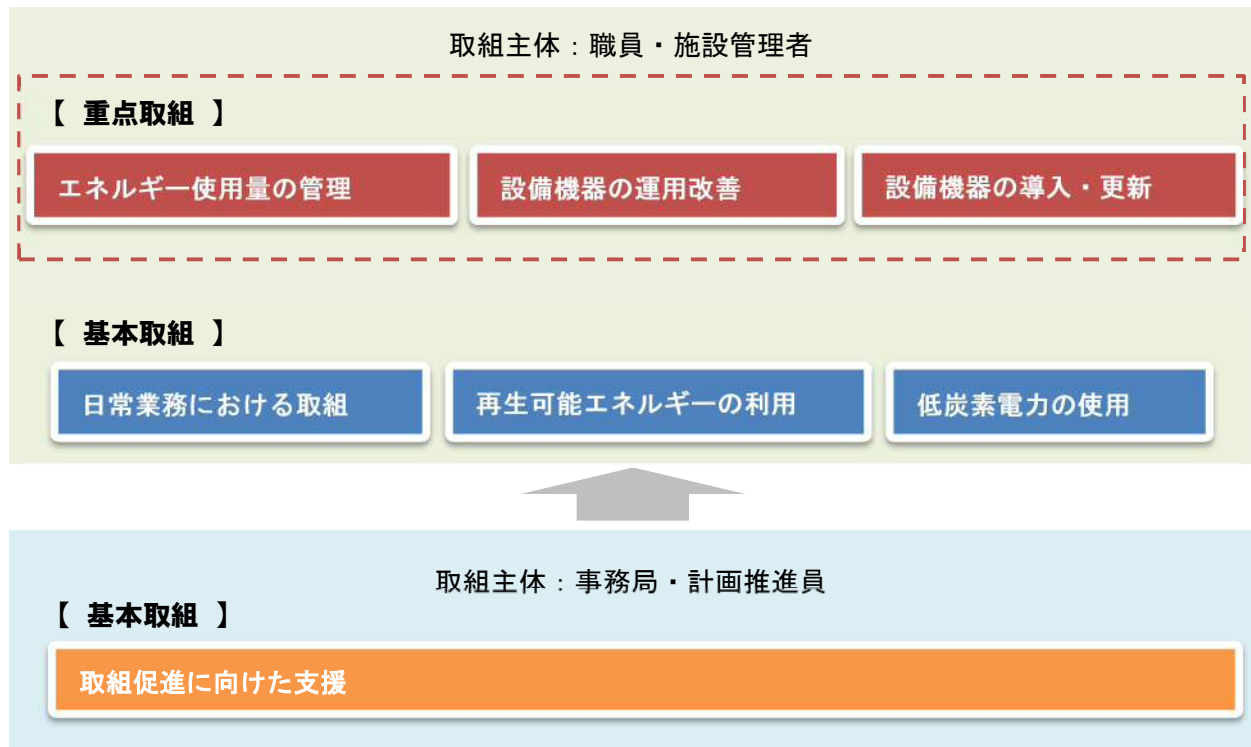 取組主体：職員・施設管理者
【 重点取組 】
エネルギー使用量の管理
設備機器の運用改善
設備機器の導入・更新
【 基本取組 】
日常業務における取組
再生可能エネルギーの利用
低炭素電力の使用
取組主体：事務局・計画推進員
【 基本取組 】
取組促進に向けた支援